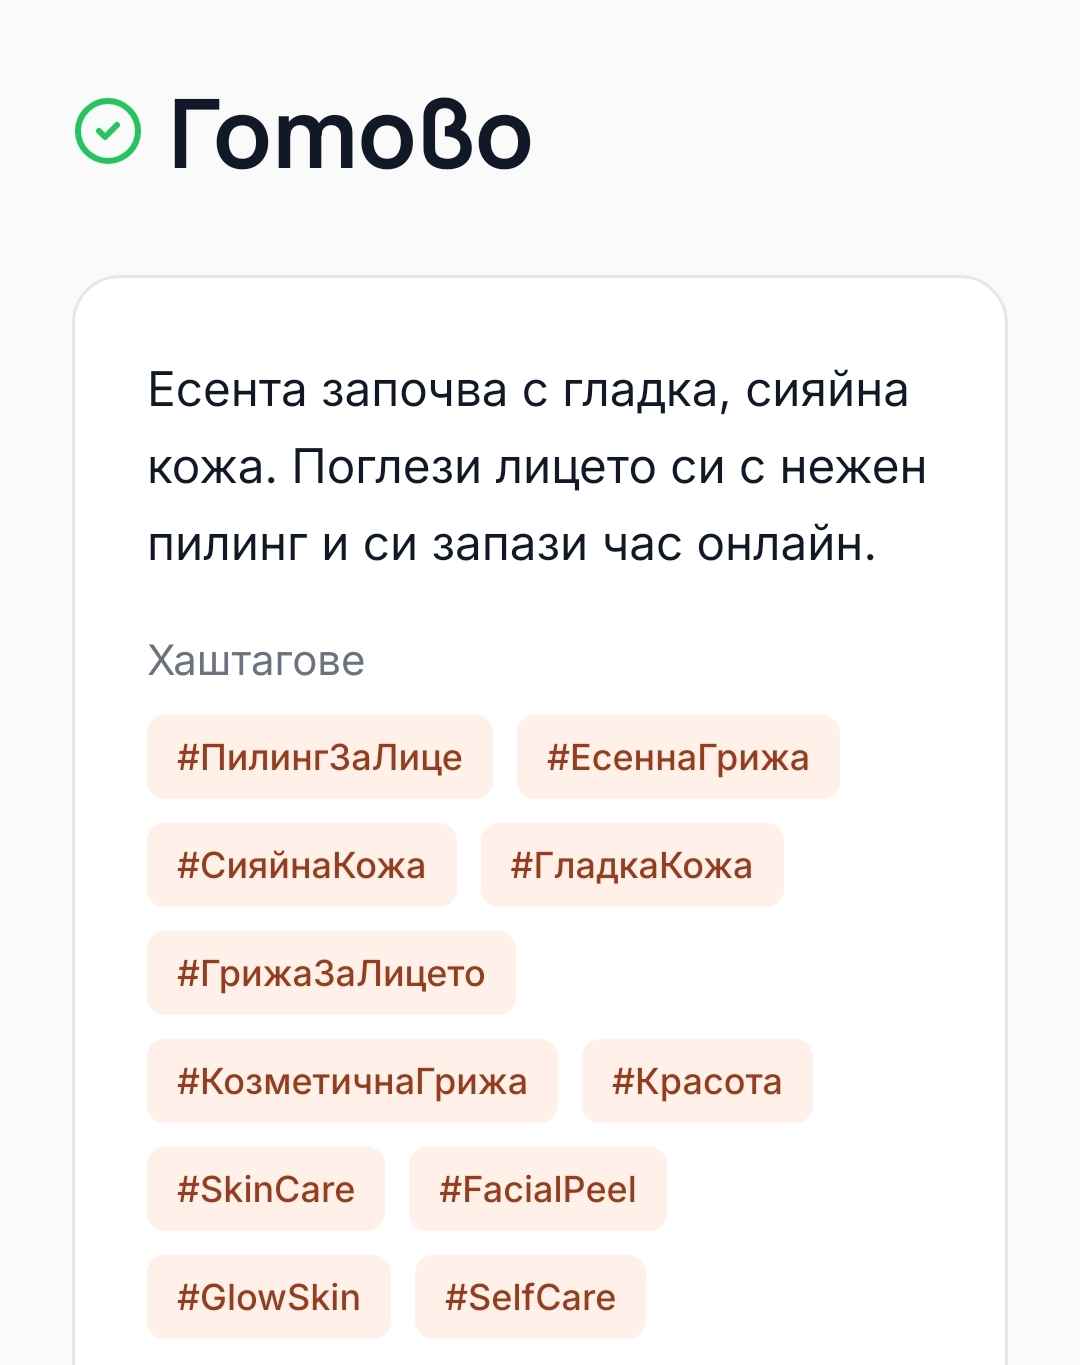 Готово
Есента започва с гладка, сияйна
кожа. Поглези лицето си с нежен
пилинг и си запази час онлайн.
Хаштагове
#ПилингЗаЛице #ЕсеннаГрижа
#СияйнаКожа #ГладкаКожа
#ГрижаЗаЛицето
#КозметичнаГрижа #Красота
#SkinCare #FacialPeel
#GlowSkin #SelfCare